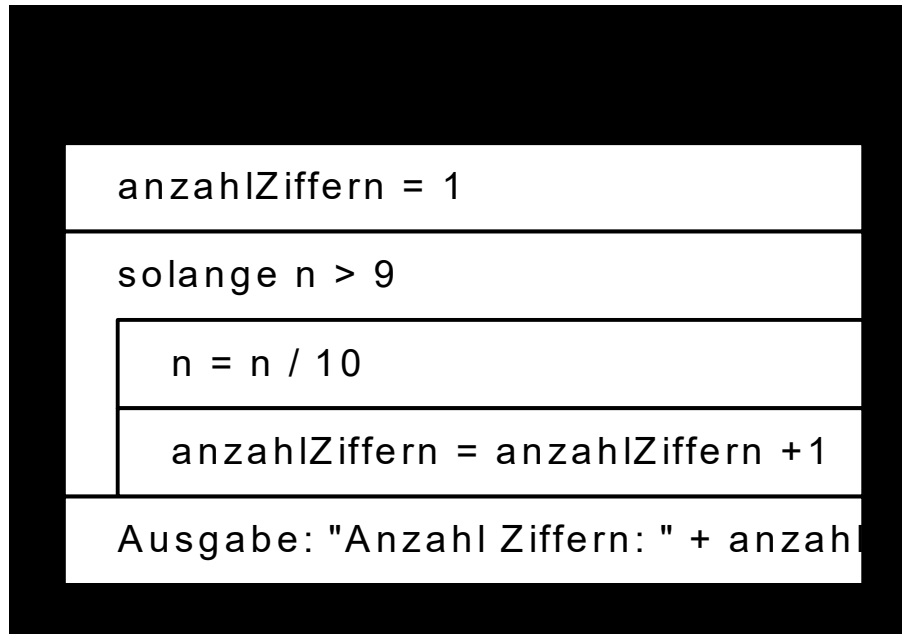 anzahlZiffern = 1
solange n > 9
n = n / 10
anzahlZiffern = anzahlZiffern +1
Ausgabe: "Anzahl Ziffern: " + anzahl